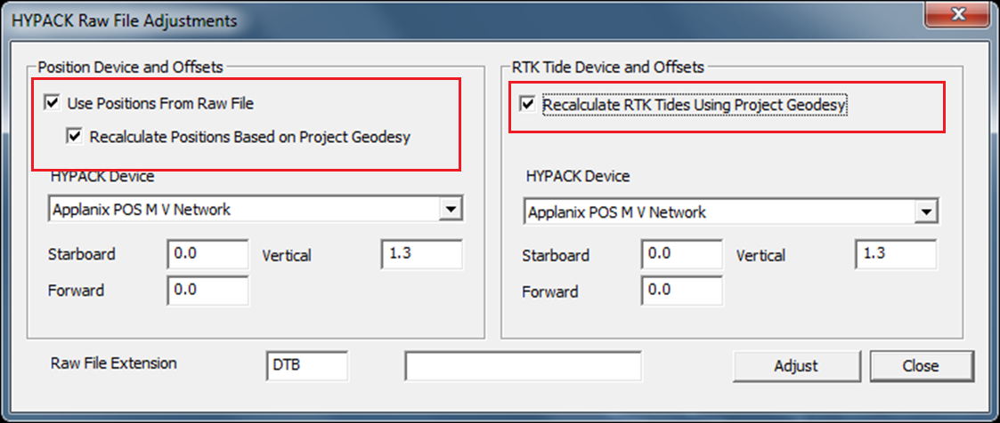 HYPACK Raw File Adjustments
Position Device and Offsets
Use Positions From Raw File
Recalculate Positions Based on Project Geodesy
HYPACK Device
Applanix POS M V Network
Starboard 0.0 Vertical 1.3
Forward 0.0
RTK Tide Device and Offsets
Recalculate RTK Tides Using Project Geodesy
HYPACK Device
Applanix POS M V Network
Starboard 0.0 Vertical 1.3
Forward 0.0
Raw File Extension DTB Adjust Close